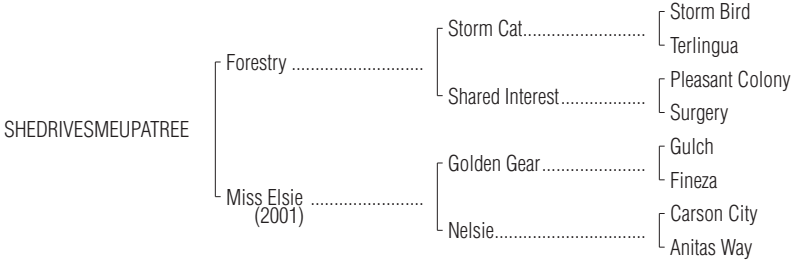 Storm Bird
Storm Cat..............................
Terlingua
Forestry ................................
Pleasant Colony
Shared Interest.....................
Surgery
SHEDRIVESMEUPATREE
Gulch
Golden Gear.........................
Fineza
Miss Elsie ............................
(2001)
Carson City
Nelsie.....................................
Anitas Way